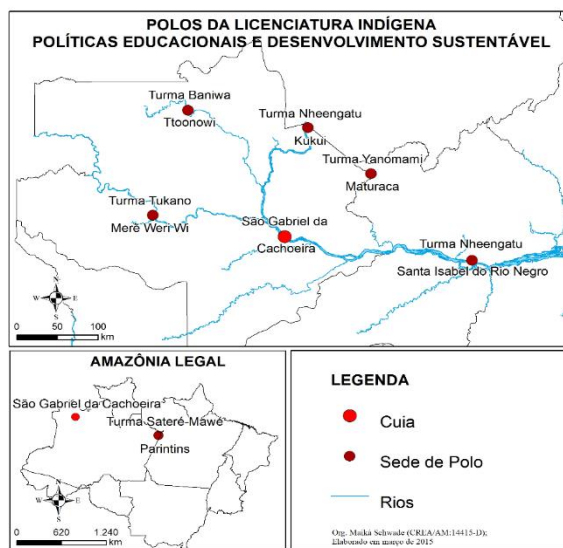 POLOS DA LICENCIATURA INDÍGENA
POLÍTICAS EDUCACIONAIS E DESENVOLVIMENTO SUSTENTÁVEL
Turma Baniwa
Ttoonowi
Turma Nheengatu
Kukui
Turma Yanomami
Maturaca
Turma Tukano
Merẽ Weri Wi
São Gabriel da
Cachoeira
Turma Nheengatu
Santa Isabel do Rio Negro
N
W E
S
0 50 100
km
AMAZÔNIA LEGAL
São Gabriel da Cachoeira
Turma Sateré-Mawé
Parintins
N
W E
S
0 620 1.240
km
LEGENDA
Cuia
Sede de Polo
Rios
Org. Maiká Schwade (CREA/AM:14415-D);
Elaborado em março de 2015